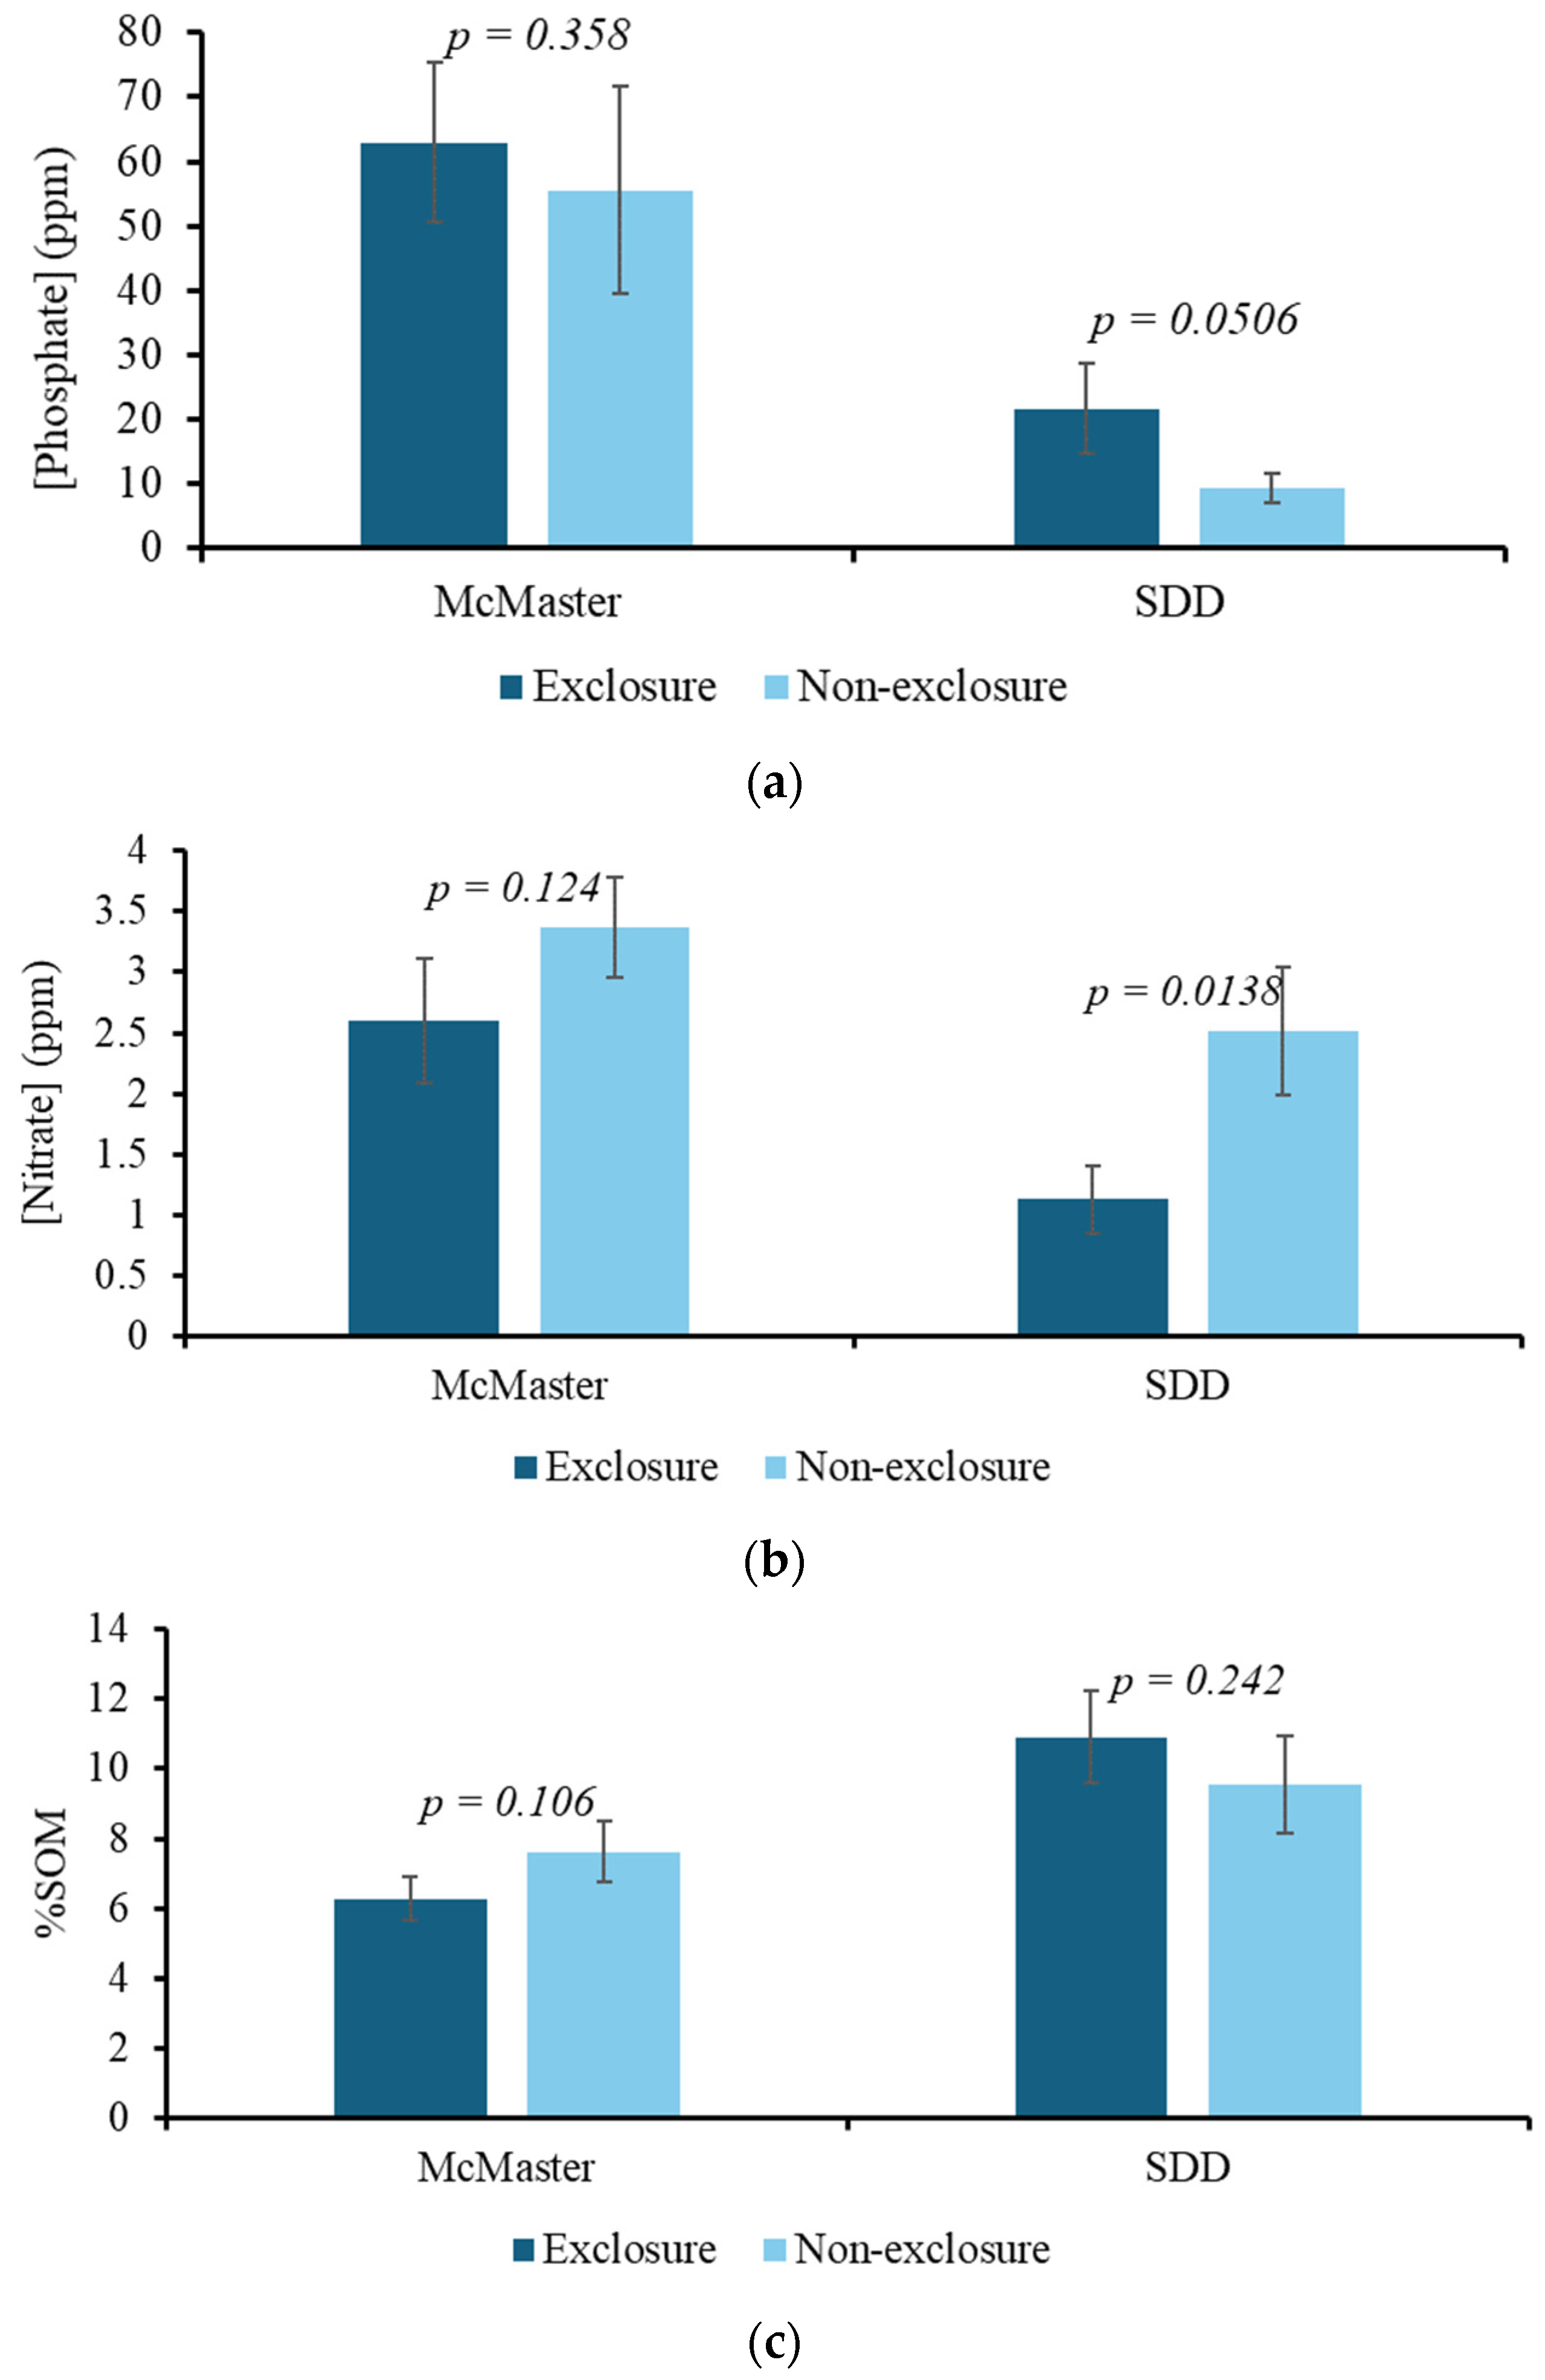 80
70
60
50
40
30
20
10
0
[Phosphate] (ppm)
p = 0.358
p = 0.0506
McMaster SDD
Exclosure Non-exclosure
(a)
4
3.5
3
2.5
2
1.5
1
0.5
0
[Nitrate] (ppm)
p = 0.124
p = 0.0138
McMaster SDD
Exclosure Non-exclosure
(b)
14
12
10
8
6
4
2
0
%SOM
p = 0.106
p = 0.242
McMaster SDD
Exclosure Non-exclosure
(c)